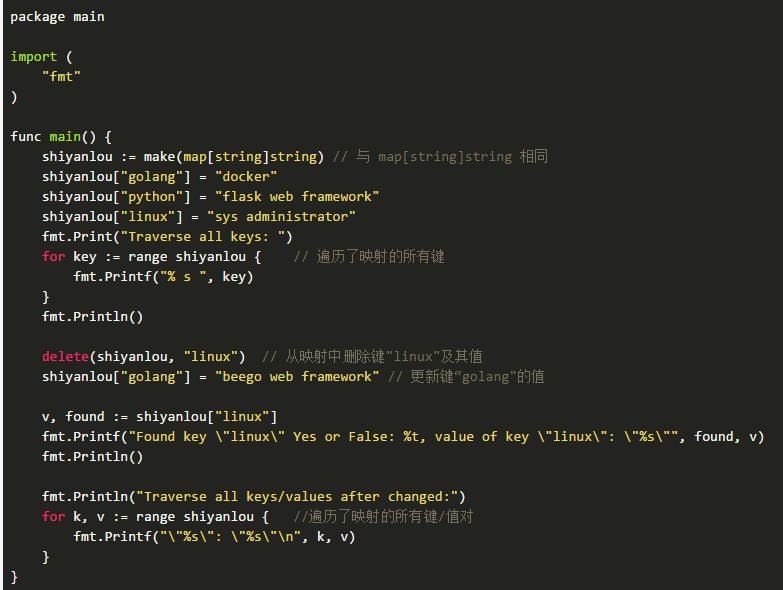 package main
import (
    "fmt"
)
func main() {
    shiyanlou := make(map[string]string) // 与 map[string]string 相同
    shiyanlou["golang"] = "docker"
    shiyanlou["python"] = "flask web framework"
    shiyanlou["linux"] = "sys administrator"
    fmt.Print("Traverse all keys: ")
    for key := range shiyanlou {    // 遍历了映射的所有键
        fmt.Printf("% s ", key)
    }
    fmt.Println()
    delete(shiyanlou, "linux")  // 从映射中删除键"linux"及其值
    shiyanlou["golang"] = "beego web framework" // 更新键“golang"的值
    v, found := shiyanlou["linux"]
    fmt.Printf("Found key \"linux\" Yes or False: %t, value of key \"linux\": \"%s\"", found, v)
    fmt.Println()
    fmt.Println("Traverse all keys/values after changed:")
    for k, v := range shiyanlou {   //遍历了映射的所有键/值对
        fmt.Printf("\"%s\": \"%s\"\n", k, v)
    }
}